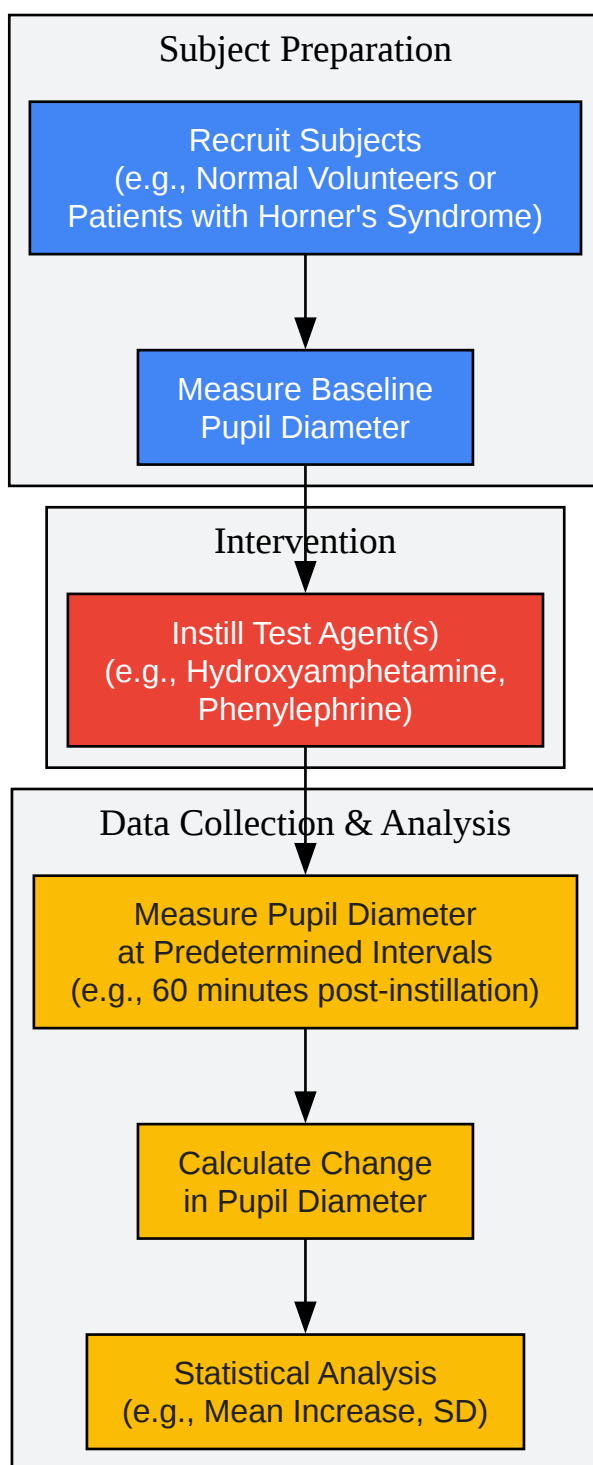 Subject Preparation
Recruit Subjects
(e.g., Normal Volunteers or
Patients with Horner's Syndrome)
Measure Baseline
Pupil Diameter
Intervention
Instill Test Agent(s)
(e.g., Hydroxyamphetamine,
Phenylephrine)
Data Collection & Analysis
Measure Pupil Diameter
at Predetermined Intervals
(e.g., 60 minutes post-instillation)
Calculate Change
in Pupil Diameter
Statistical Analysis
(e.g., Mean Increase, SD)